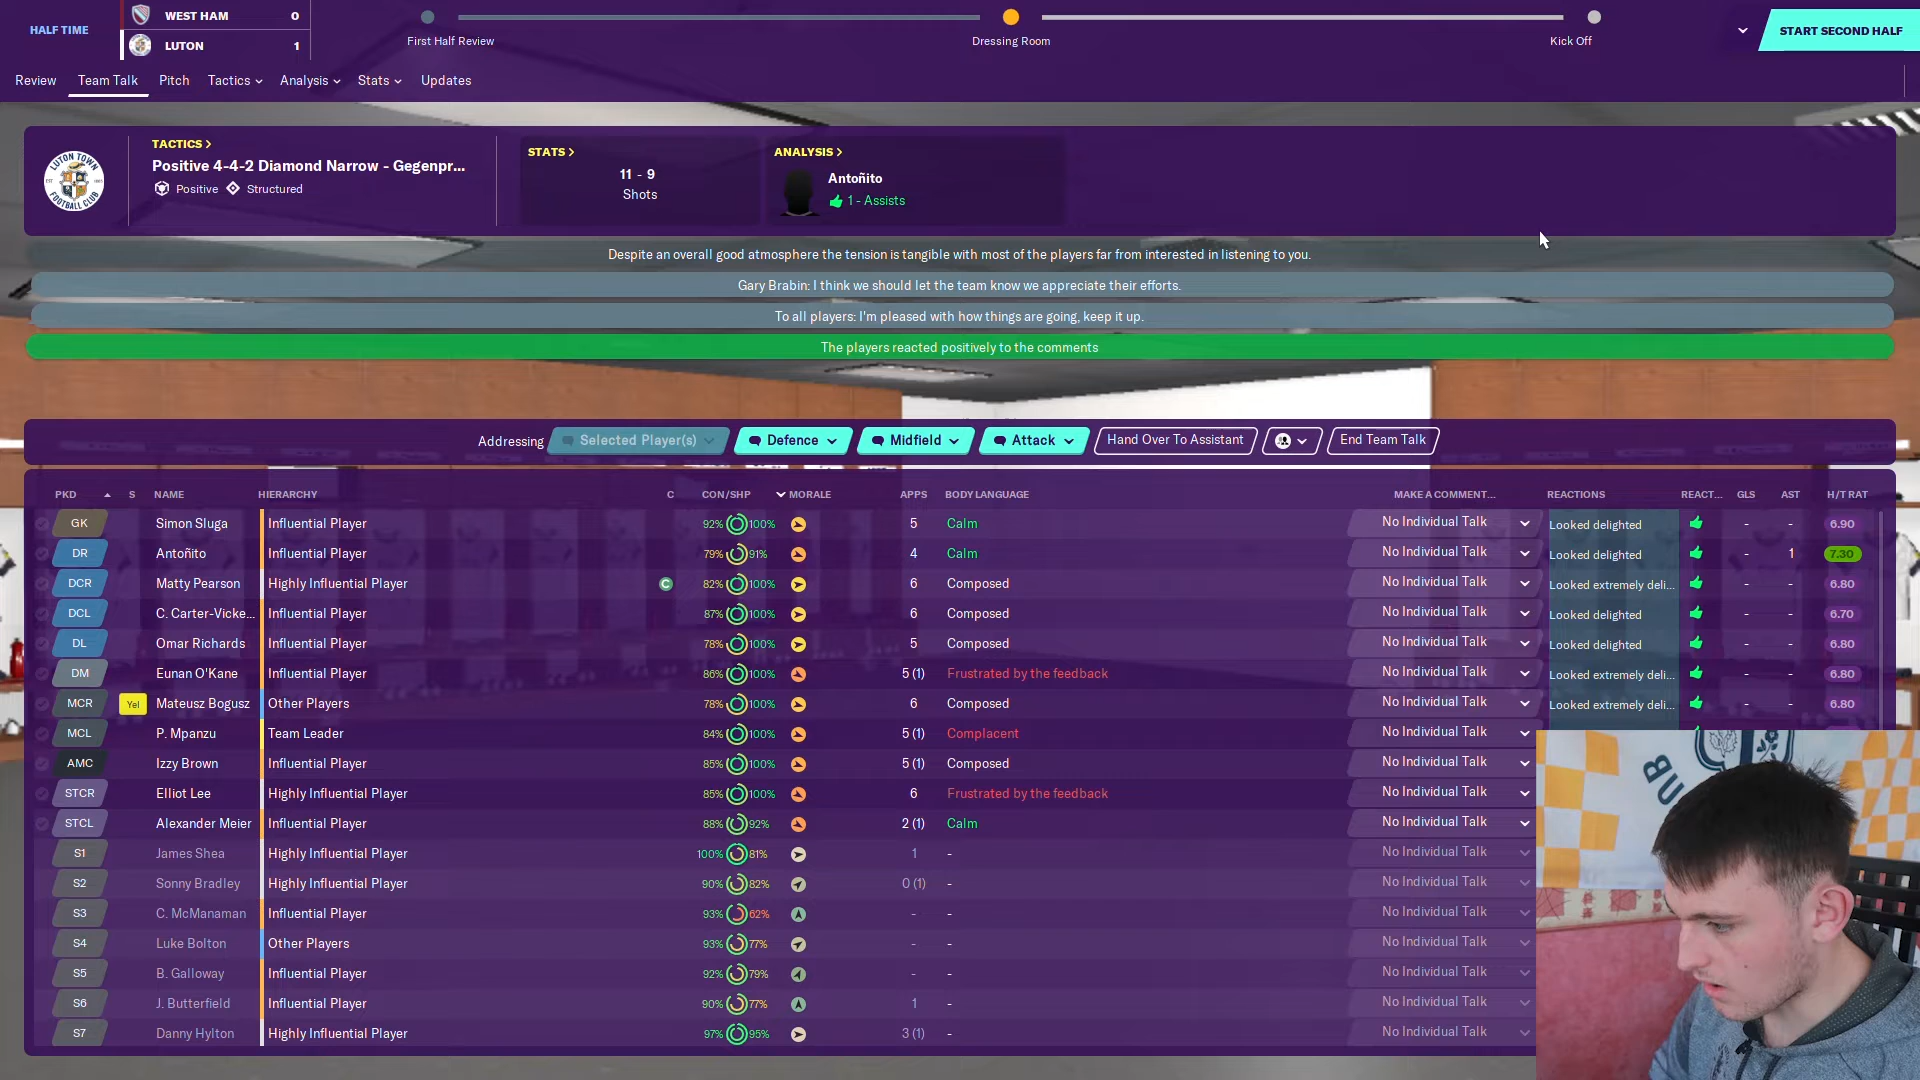 HALF TIME
WEST HAM 0
LUTON 1
First Half Review
Dressing Room
Kick Off
START SECOND HALF
Review Team Talk Pitch Tactics Analysis Stats Updates
LUTON TOWN
FOOTBALL CLUB
TACTICS >
Positive 4-4-2 Diamond Narrow - Gegenpr...
Positive Structured
STATS >
11 - 9
Shots
ANALYSIS >
Antoñito
1 - Assists
Despite an overall good atmosphere the tension is tangible with most of the players far from interested in listening to you.
Gary Brabin: I think we should let the team know we appreciate their efforts.
To all players: I'm pleased with how things are going, keep it up.
The players reacted positively to the comments
Addressing Selected Player(s) Defence Midfield Attack Hand Over To Assistant End Team Talk
PKD S NAME HIERARCHY C CON/SHP MORALE APPS BODY LANGUAGE MAKE A COMMENT... REACTIONS REACT... GLS AST H/T RAT
GK Simon Sluga Influential Player 92% 100% 5 Calm No Individual Talk Looked delighted - - 6.90
DR Antoñito Influential Player 79% 91% 4 Calm No Individual Talk Looked delighted - 1 7.30
DCR Matty Pearson Highly Influential Player C 82% 100% 6 Composed No Individual Talk Looked extremely deli... - - 6.80
DCL C. Carter-Vicke... Influential Player 87% 100% 6 Composed No Individual Talk Looked delighted - - 6.70
DL Omar Richards Influential Player 78% 100% 5 Composed No Individual Talk Looked delighted - - 6.80
DM Eunan O'Kane Influential Player 86% 100% 5 (1) Frustrated by the feedback No Individual Talk Looked extremely deli... - - 6.80
MCR Yel Mateusz Bogusz Other Players 78% 100% 6 Composed No Individual Talk Looked extremely deli... - - 6.80
MCL P. Mpanzu Team Leader 84% 100% 5 (1) Complacent No Individual Talk
AMC Izzy Brown Influential Player 85% 100% 5 (1) Composed No Individual Talk
STCR Elliot Lee Highly Influential Player 85% 100% 6 Frustrated by the feedback No Individual Talk
STCL Alexander Meier Influential Player 88% 92% 2 (1) Calm No Individual Talk
S1 James Shea Highly Influential Player 100% 81% 1 - No Individual Talk
S2 Sonny Bradley Highly Influential Player 90% 82% 0 (1) - No Individual Talk
S3 C. McManaman Influential Player 93% 62% - - No Individual Talk
S4 Luke Bolton Other Players 93% 77% - - No Individual Talk
S5 B. Galloway Influential Player 92% 79% - - No Individual Talk
S6 J. Butterfield Influential Player 90% 77% 1 - No Individual Talk
S7 Danny Hylton Highly Influential Player 97% 95% 3 (1) - No Individual Talk